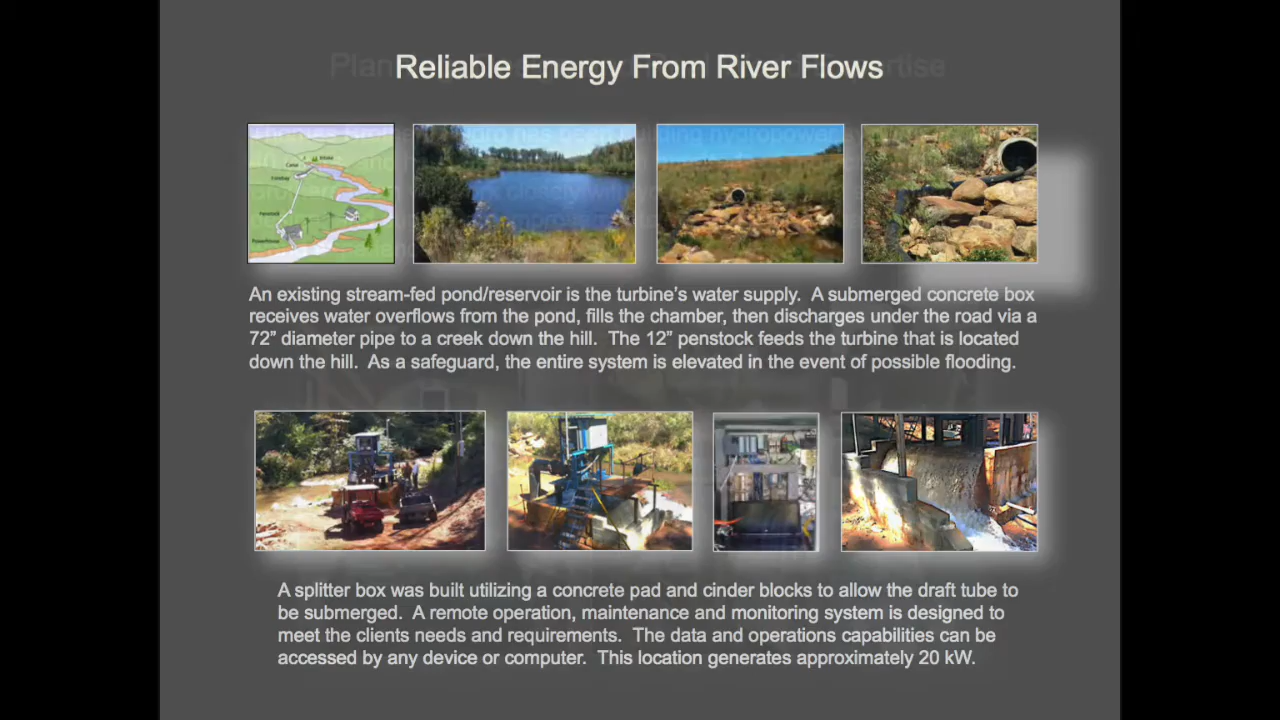 Reliable Energy From River Flows
Intake
Canal
Forebay
Penstock
Powerhouse
An existing stream-fed pond/reservoir is the turbine's water supply.  A submerged concrete box
receives water overflows from the pond, fills the chamber, then discharges under the road via a
72” diameter pipe to a creek down the hill.  The 12” penstock feeds the turbine that is located
down the hill.  As a safeguard, the entire system is elevated in the event of possible flooding.
A splitter box was built utilizing a concrete pad and cinder blocks to allow the draft tube to
be submerged.  A remote operation, maintenance and monitoring system is designed to
meet the clients needs and requirements.  The data and operations capabilities can be
accessed by any device or computer.  This location generates approximately 20 kW.